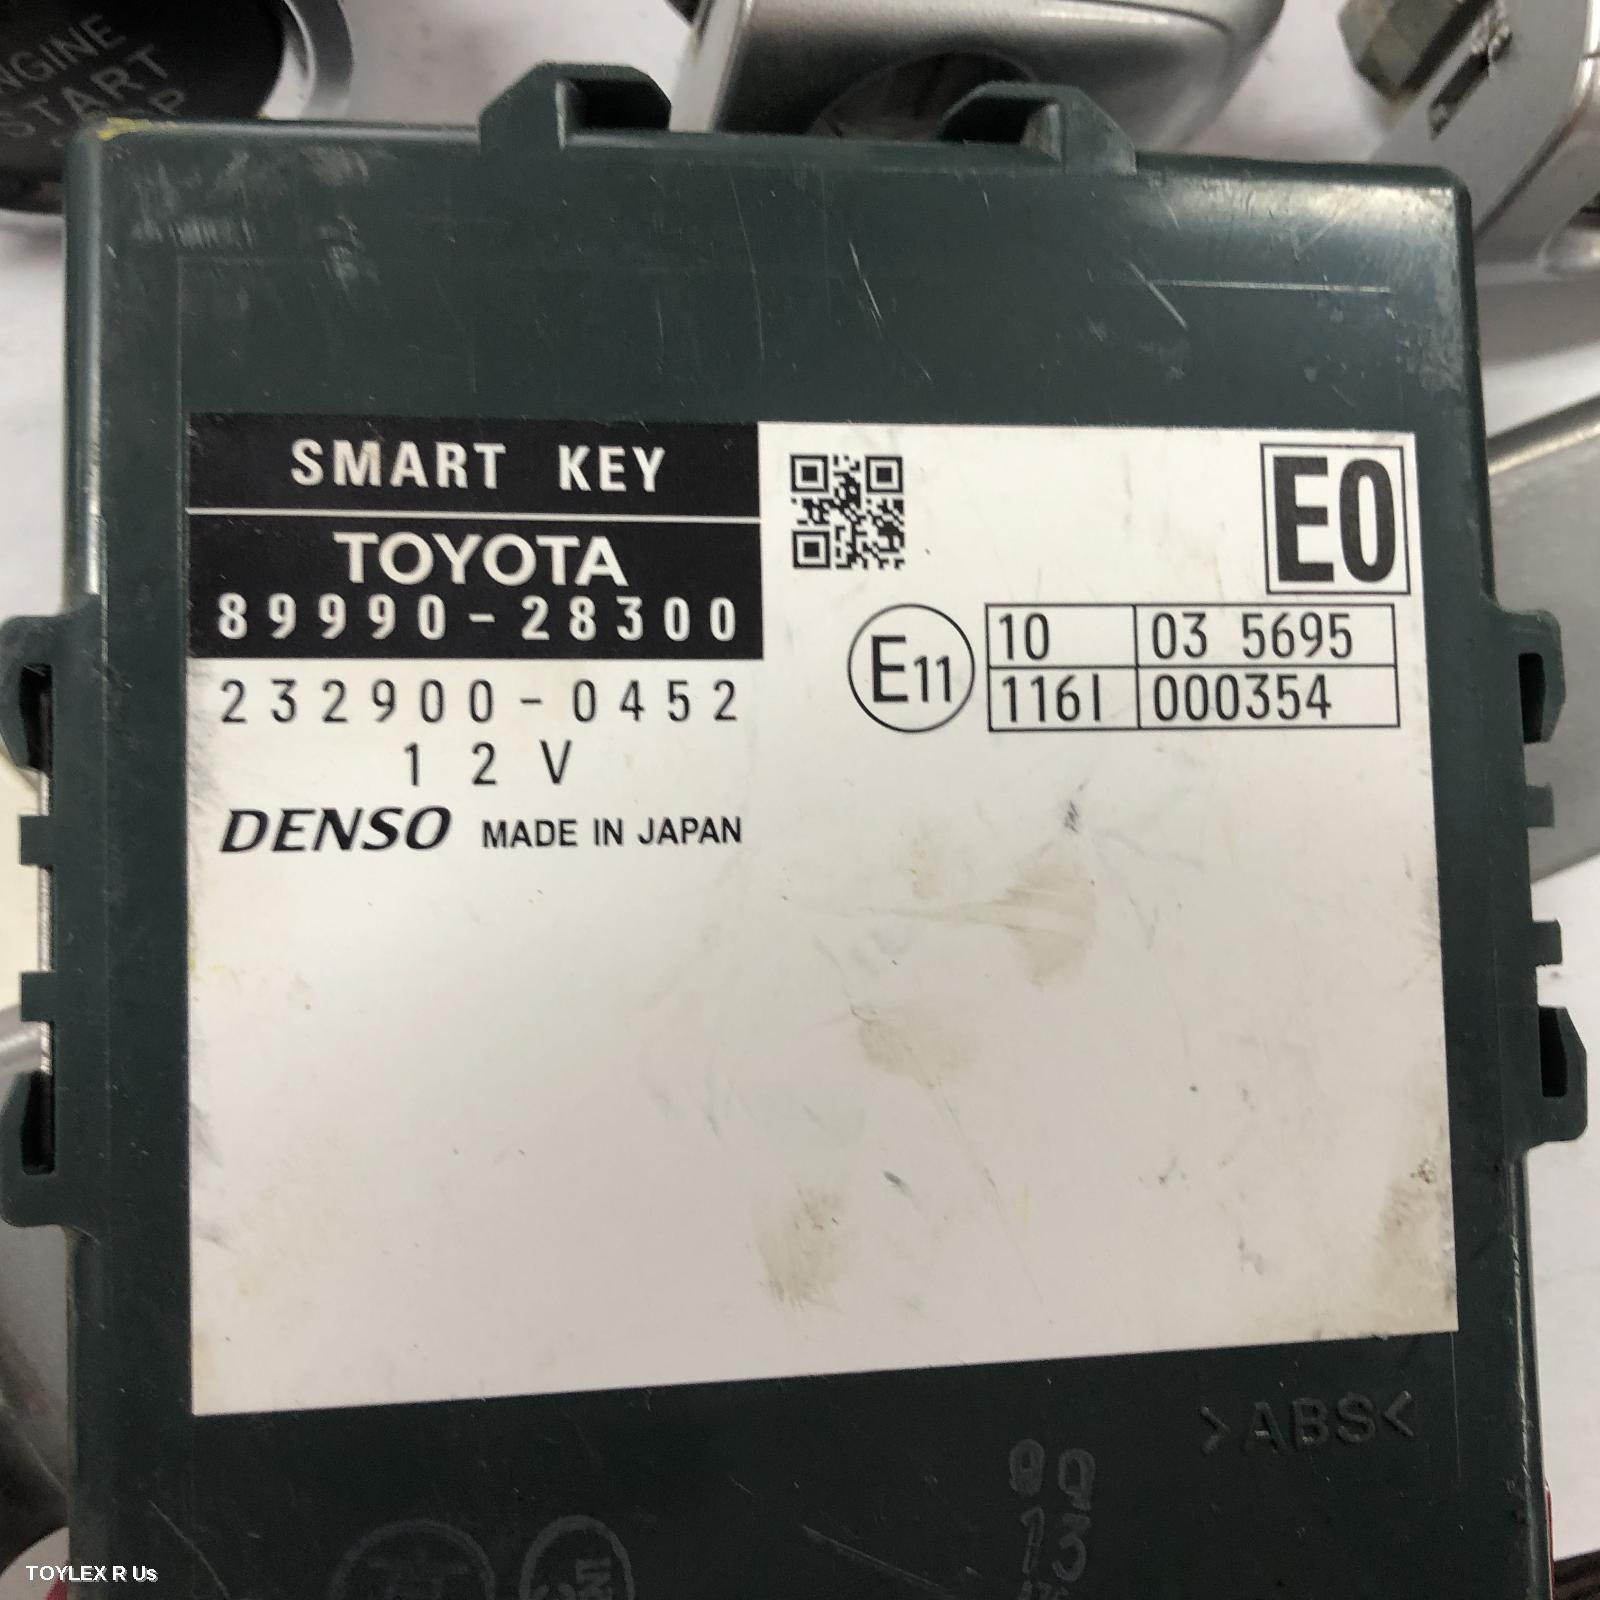 ENGINE
START
SMART KEY
TOYOTA
89990-28300
232900-0452
12V
DENSO MADE IN JAPAN
E0
E11
10 03 5695
116I 000354
>ABS<
TOYLEX R Us